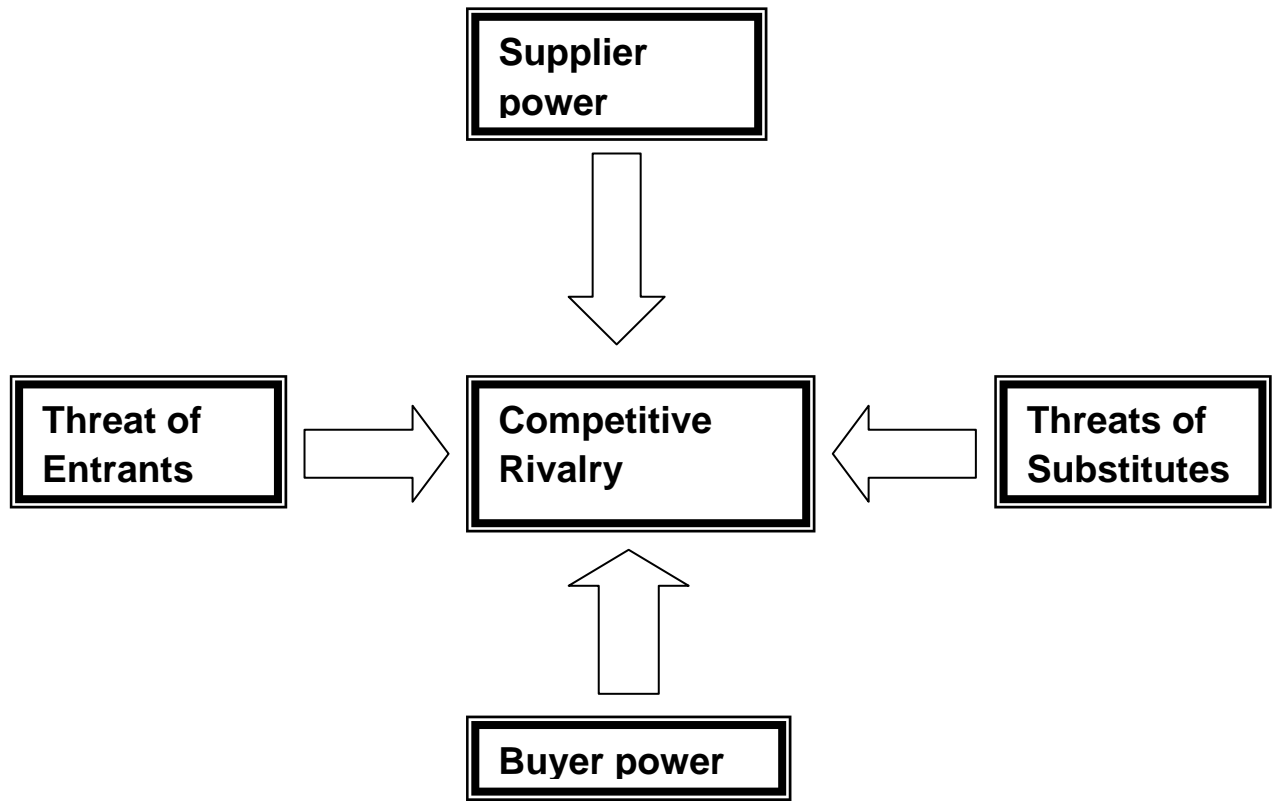 Supplier
power
Threat of
Entrants
Competitive
Rivalry
Threats of
Substitutes
Buyer power